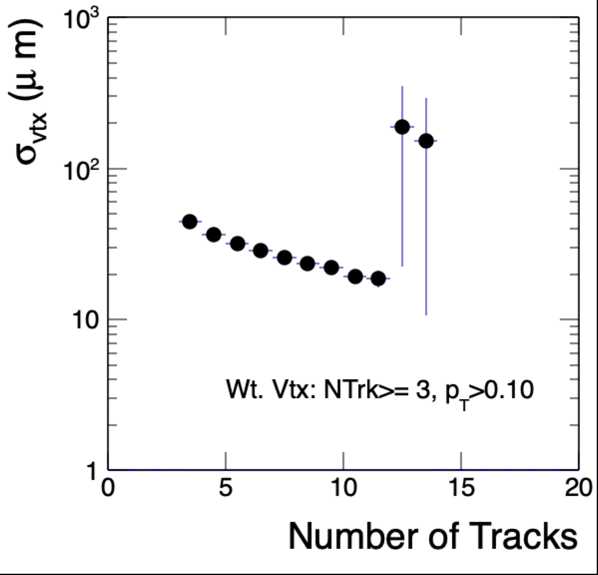 σvtx (μ m)
10³
10²
10
1
Wt. Vtx: NTrk>= 3, pT>0.10
0 5 10 15 20
Number of Tracks